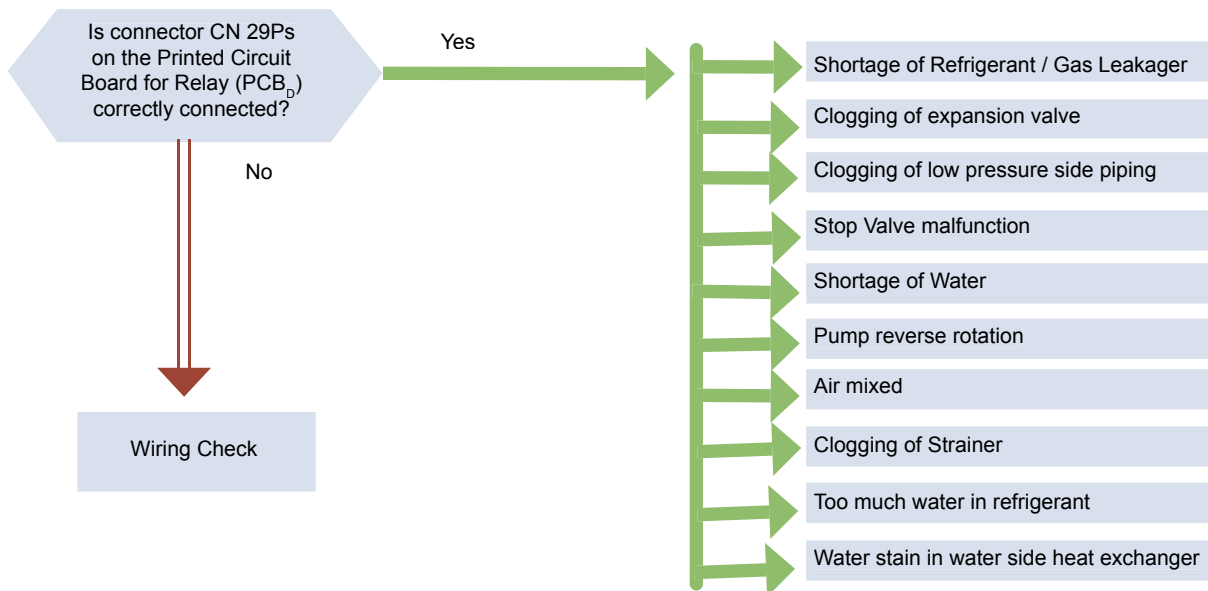 Is connector CN 29Ps
on the Printed Circuit
Board for Relay (PCB_D)
correctly connected?
Yes
No
Wiring Check
Shortage of Refrigerant / Gas Leakager
Clogging of expansion valve
Clogging of low pressure side piping
Stop Valve malfunction
Shortage of Water
Pump reverse rotation
Air mixed
Clogging of Strainer
Too much water in refrigerant
Water stain in water side heat exchanger